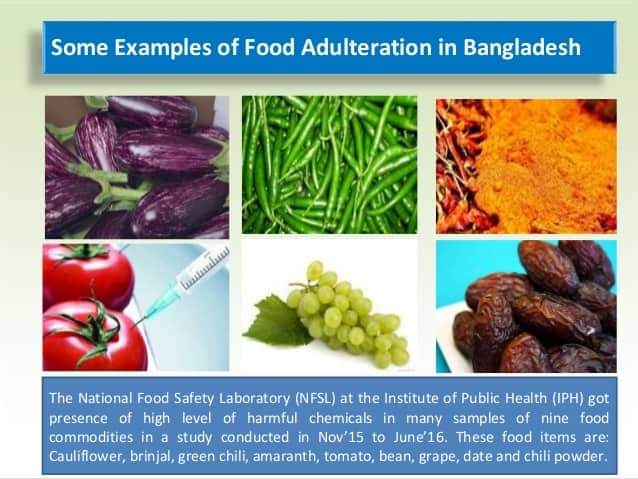 Some Examples of Food Adulteration in Bangladesh
The National Food Safety Laboratory (NFSL) at the Institute of Public Health (IPH) got
presence of high level of harmful chemicals in many samples of nine food
commodities in a study conducted in Nov’15 to June’16. These food items are:
Cauliflower, brinjal, green chili, amaranth, tomato, bean, grape, date and chili powder.